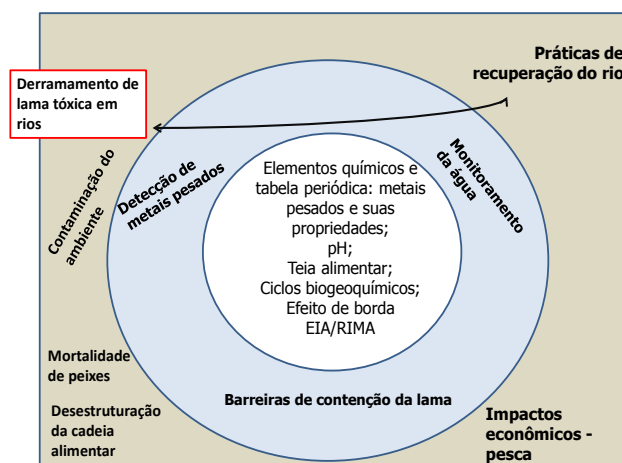 Práticas de
recuperação do rio
Derramamento de
lama tóxica em
rios
Contaminação do
ambiente
Detecção de
metais pesados
Elementos químicos e
tabela periódica: metais
pesados e suas
propriedades;
pH;
Teia alimentar;
Ciclos biogeoquímicos;
Efeito de borda
EIA/RIMA
Monitoramento
da água
Mortalidade
de peixes
Desestruturação
da cadeia
alimentar
Barreiras de contenção da lama
Impactos
econômicos -
pesca